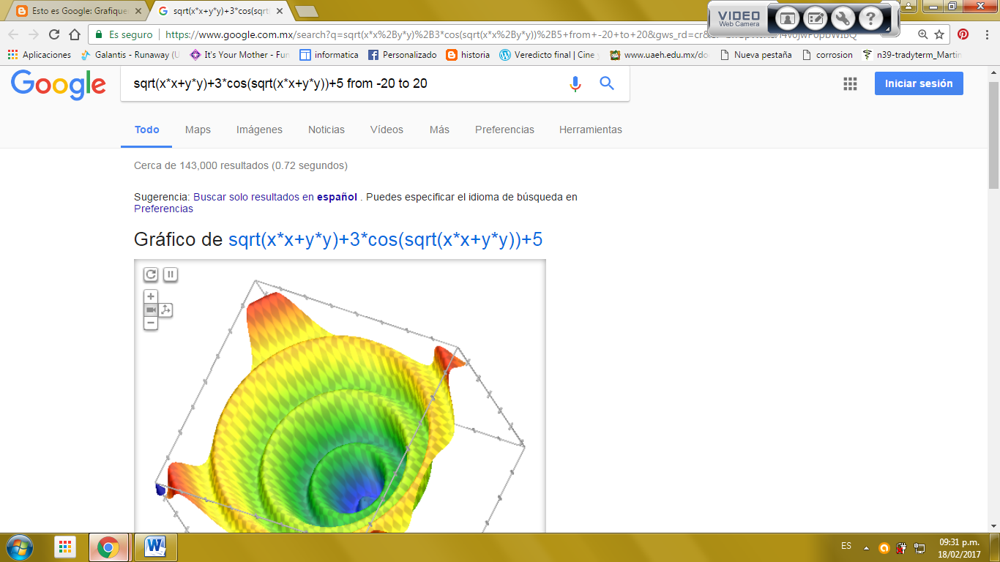 Esto es Google: Grafique
sqrt(x*x+y*y)+3*cos(sqrt
VIDEO
Web Camera
Es seguro
https://www.google.com.mx/search?q=sqrt(x*x%2By*y)%2B3*cos(sqrt(x*x%2By*y))%2B5+from+-20+to+20&gws_rd=cr&
Aplicaciones
Galantis - Runaway (U
It's Your Mother - Fun
informatica
Personalizado
historia
Veredicto final | Cine
www.uaeh.edu.mx/do
Nueva pestaña
corrosion
n39-tradyterm_Martin
Google
sqrt(x*x+y*y)+3*cos(sqrt(x*x+y*y))+5 from -20 to 20
Iniciar sesión
Todo Maps Imágenes Noticias Vídeos Más Preferencias Herramientas
Cerca de 143,000 resultados (0.72 segundos)
Sugerencia: Buscar solo resultados en español . Puedes especificar el idioma de búsqueda en
Preferencias
Gráfico de sqrt(x*x+y*y)+3*cos(sqrt(x*x+y*y))+5
ES
09:31 p.m.
18/02/2017